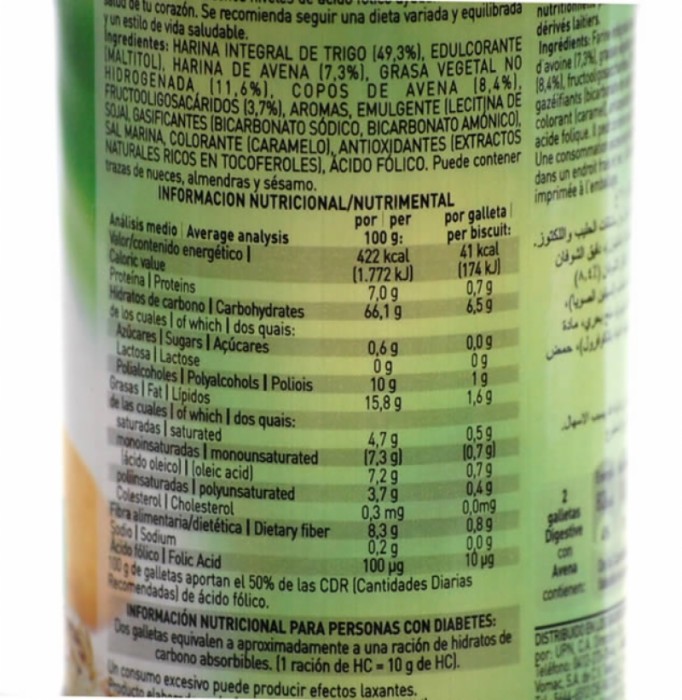 salud de tu corazón. Se recomienda seguir una dieta variada y equilibrada
y un estilo de vida saludable.
Ingredientes: HARINA INTEGRAL DE TRIGO (49,3%), EDULCORANTE
(MALTITOL), HARINA DE AVENA (7,3%), GRASA VEGETAL NO
HIDROGENADA (11,6%), COPOS DE AVENA (8,4%),
FRUCTOOLIGOSACÁRIDOS (3,7%), AROMAS, EMULGENTE (LECITINA DE
SOJA), GASIFICANTES (BICARBONATO SÓDICO, BICARBONATO AMÓNICO),
SAL MARINA, COLORANTE (CARAMELO), ANTIOXIDANTES (EXTRACTOS
NATURALES RICOS EN TOCOFEROLES), ÁCIDO FÓLICO. Puede contener
trazas de nueces, almendras y sésamo.
INFORMACION NUTRICIONAL/NUTRIMENTAL
Análisis medio | Average analysis por | per 100 g: por galleta | per biscuit:
Valor/contenido energético | Caloric value 422 kcal (1.772 kJ) 41 kcal (174 kJ)
Proteína | Proteins 7,0 g 0,7 g
Hidratos de carbono | Carbohydrates 66,1 g 6,5 g
de los cuales | of which | dos quais:
Azúcares | Sugars | Açúcares 0,6 g 0,0 g
Lactosa | Lactose 0 g 0 g
Polialcoholes | Polyalcohols | Poliois 10 g 1 g
Grasas | Fat | Lípidos 15,8 g 1,6 g
de las cuales | of which | dos quais:
saturadas | saturated 4,7 g 0,5 g
monoinsaturadas | monounsaturated (7,3 g) (0,7 g)
(ácido oleico) | (oleic acid) 7,2 g 0,7 g
poliinsaturadas | polyunsaturated 3,7 g 0,4 g
Colesterol | Cholesterol 0,3 mg 0,0mg
Fibra alimentaria/dietética | Dietary fiber 8,3 g 0,8 g
Sodio | Sodium 0,2 g 0,0 g
Ácido fólico | Folic Acid 100 µg 10 µg
100 g de galletas aportan el 50% de las CDR (Cantidades Diarias
Recomendadas) de ácido fólico.
INFORMACIÓN NUTRICIONAL PARA PERSONAS CON DIABETES:
Dos galletas equivalen a aproximadamente a una ración de hidratos de
carbono absorbibles. (1 ración de HC = 10 g de HC).
Un consumo excesivo puede producir efectos laxantes.
Producto
dérivés laitiers.
Ingrédients:
d'avoine (7,3%),
(8,4%),
gazéifiants
colorant
acide folique.
Une
dans un endroit
imprimée à
2
galletas
Digestive
con
Avena
contienen:
DISTRIBUIDO
por: UPN, C.A.
Teléfono: